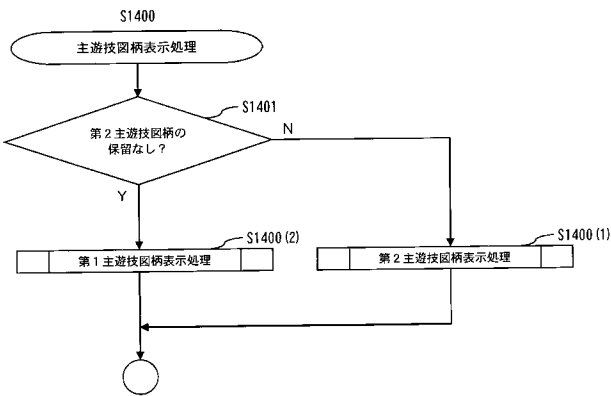 S1400
主遊技図柄表示処理
S1401
第2主遊技図柄の
保留なし?
N
Y
S1400(2)
第1主遊技図柄表示処理
S1400(1)
第2主遊技図柄表示処理